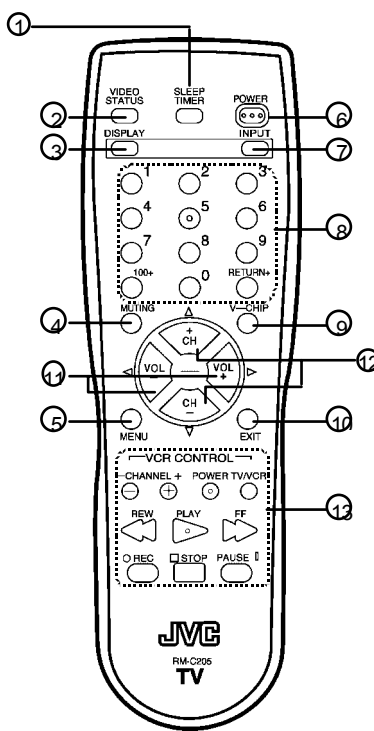 1
VIDEO STATUS
SLEEP TIMER
POWER
2
6
DISPLAY
INPUT
3
7
1 2 3
4 5 6
8
7 8 9
100+ 0 RETURN+
MUTING
V—CHIP
4
9
+
CH
12
11
VOL
–
VOL
+
CH
–
5
10
MENU
EXIT
VCR CONTROL
– CHANNEL + POWER TV/VCR
– +
13
REW PLAY FF
REC STOP PAUSE
JVC
RM-C205
TV